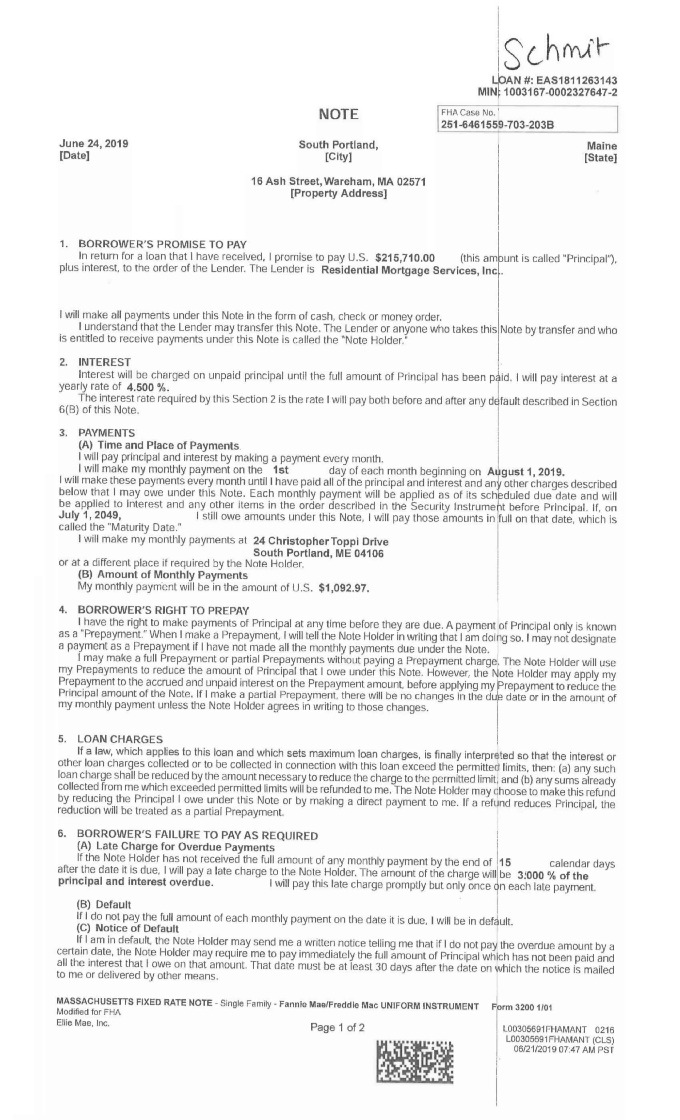 Schmit
LOAN #: EAS1811263143
MIN: 1003167-0002327647-2
NOTE
FHA Case No.
251-6461559-703-203B
June 24, 2019
[Date]
South Portland,
[City]
Maine
[State]
16 Ash Street, Wareham, MA 02571
[Property Address]
1. BORROWER'S PROMISE TO PAY
In return for a loan that I have received, I promise to pay U.S. $215,710.00 (this amount is called "Principal"),
plus interest, to the order of the Lender. The Lender is Residential Mortgage Services, Inc..
I will make all payments under this Note in the form of cash, check or money order.
I understand that the Lender may transfer this Note. The Lender or anyone who takes this Note by transfer and who
is entitled to receive payments under this Note is called the "Note Holder."
2. INTEREST
Interest will be charged on unpaid principal until the full amount of Principal has been paid. I will pay interest at a
yearly rate of 4.500 %.
The interest rate required by this Section 2 is the rate I will pay both before and after any default described in Section
6(B) of this Note.
3. PAYMENTS
(A) Time and Place of Payments
I will pay principal and interest by making a payment every month.
I will make my monthly payment on the 1st day of each month beginning on August 1, 2019.
I will make these payments every month until I have paid all of the principal and interest and any other charges described
below that I may owe under this Note. Each monthly payment will be applied as of its scheduled due date and will
be applied to interest and any other items in the order described in the Security Instrument before Principal. If, on
July 1, 2049, I still owe amounts under this Note, I will pay those amounts in full on that date, which is
called the "Maturity Date."
I will make my monthly payments at 24 Christopher Toppi Drive
South Portland, ME 04106
or at a different place if required by the Note Holder.
(B) Amount of Monthly Payments
My monthly payment will be in the amount of U.S. $1,092.97.
4. BORROWER'S RIGHT TO PREPAY
I have the right to make payments of Principal at any time before they are due. A payment of Principal only is known
as a "Prepayment." When I make a Prepayment, I will tell the Note Holder in writing that I am doing so. I may not designate
a payment as a Prepayment if I have not made all the monthly payments due under the Note.
I may make a full Prepayment or partial Prepayments without paying a Prepayment charge. The Note Holder will use
my Prepayments to reduce the amount of Principal that I owe under this Note. However, the Note Holder may apply my
Prepayment to the accrued and unpaid interest on the Prepayment amount, before applying my Prepayment to reduce the
Principal amount of the Note. If I make a partial Prepayment, there will be no changes in the due date or in the amount of
my monthly payment unless the Note Holder agrees in writing to those changes.
5. LOAN CHARGES
If a law, which applies to this loan and which sets maximum loan charges, is finally interpreted so that the interest or
other loan charges collected or to be collected in connection with this loan exceed the permitted limits, then: (a) any such
loan charge shall be reduced by the amount necessary to reduce the charge to the permitted limit; and (b) any sums already
collected from me which exceeded permitted limits will be refunded to me. The Note Holder may choose to make this refund
by reducing the Principal I owe under this Note or by making a direct payment to me. If a refund reduces Principal, the
reduction will be treated as a partial Prepayment.
6. BORROWER'S FAILURE TO PAY AS REQUIRED
(A) Late Charge for Overdue Payments
If the Note Holder has not received the full amount of any monthly payment by the end of 15 calendar days
after the date it is due, I will pay a late charge to the Note Holder. The amount of the charge will be 3.000 % of the
principal and interest overdue. I will pay this late charge promptly but only once on each late payment.
(B) Default
If I do not pay the full amount of each monthly payment on the date it is due, I will be in default.
(C) Notice of Default
If I am in default, the Note Holder may send me a written notice telling me that if I do not pay the overdue amount by a
certain date, the Note Holder may require me to pay immediately the full amount of Principal which has not been paid and
all the interest that I owe on that amount. That date must be at least 30 days after the date on which the notice is mailed
to me or delivered by other means.
MASSACHUSETTS FIXED RATE NOTE - Single Family - Fannie Mae/Freddie Mac UNIFORM INSTRUMENT Form 3200 1/01
Modified for FHA
Ellie Mae, Inc.
Page 1 of 2
L00305691FHAMANT 0216
L00305691FHAMANT (CLS)
06/21/2019 07:47 AM PST